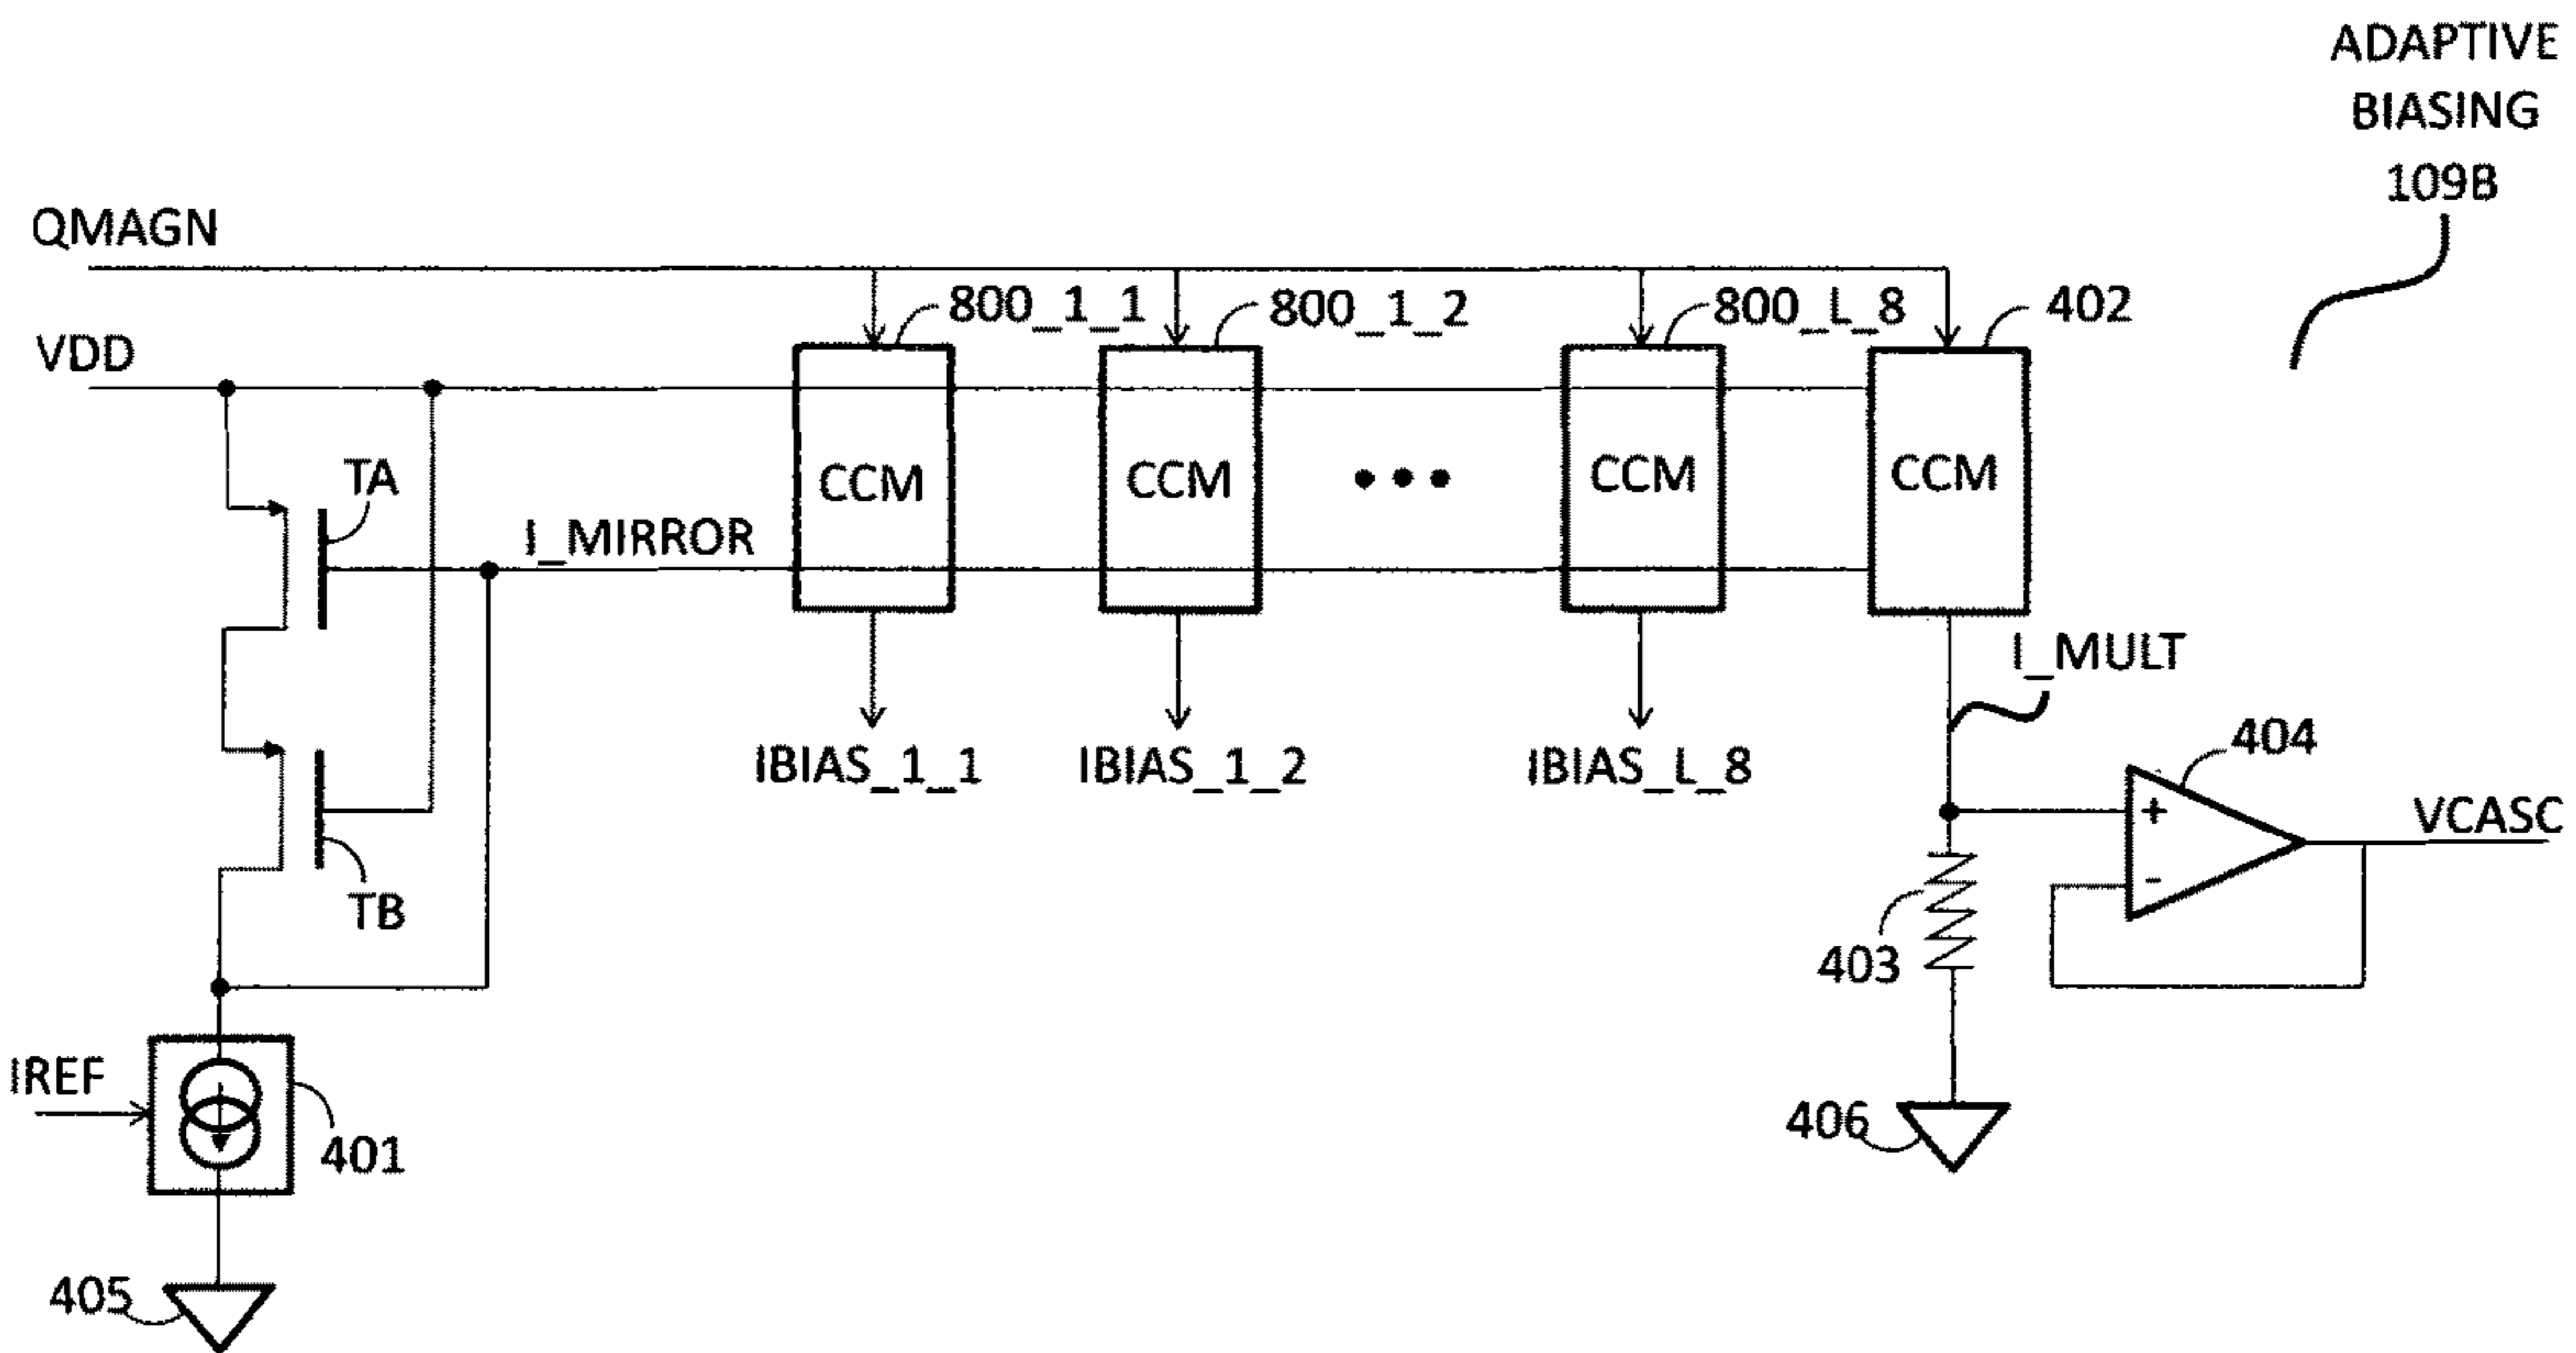 ADAPTIVE
BIASING
109B
QMAGN
800_1_1
800_1_2
800_L_8
402
VDD
TA
CCM
CCM
CCM
CCM
I_MIRROR
I_MULT
IBIAS_1_1
IBIAS_1_2
IBIAS_L_8
404
+
VCASC
-
TB
403
IREF
401
406
405